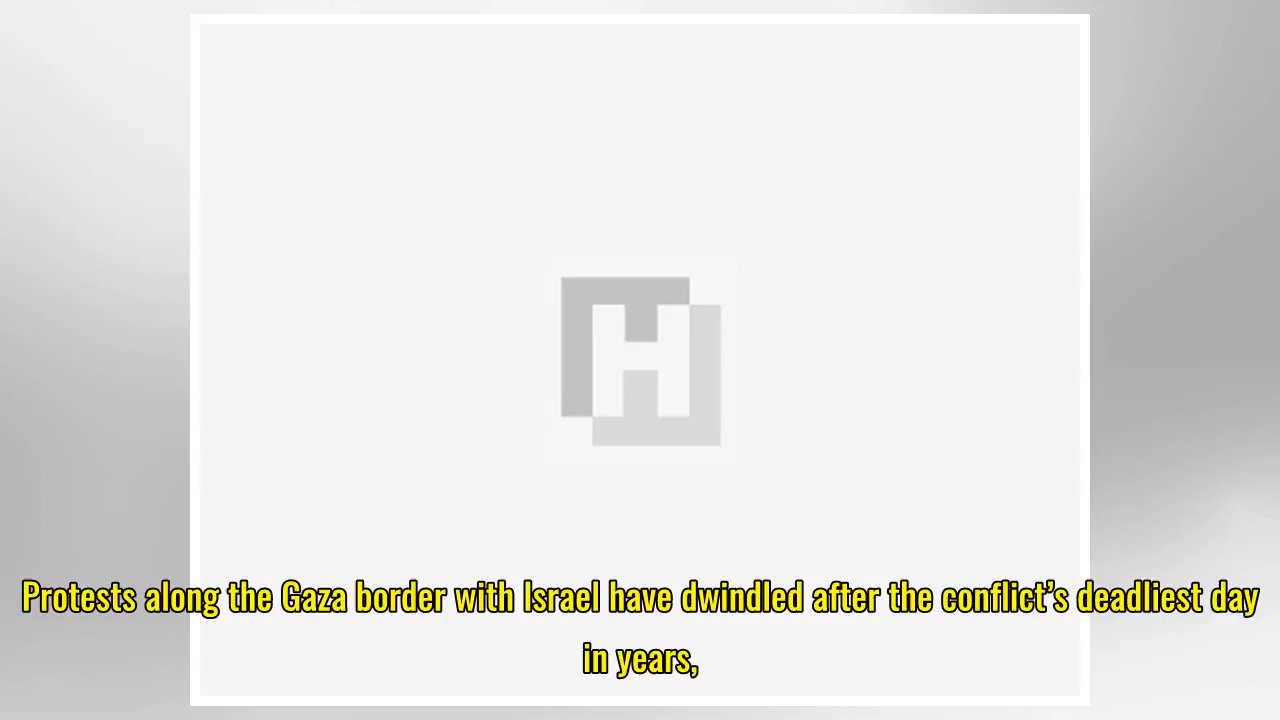 H
Protests along the Gaza border with Israel have dwindled after the conflict’s deadliest day
in years,